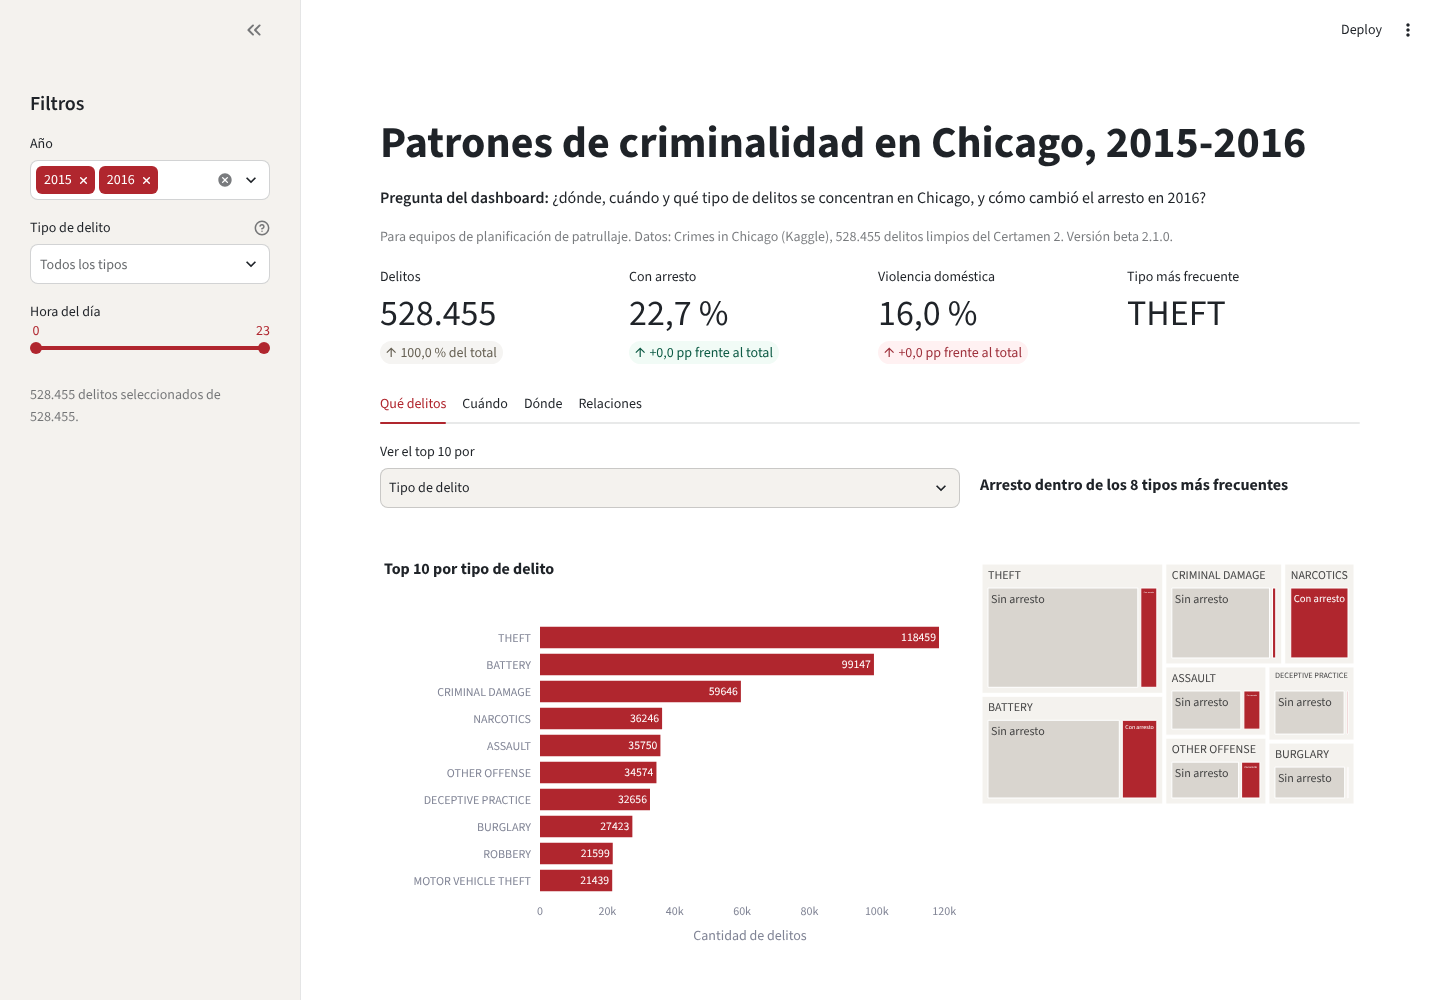 Deploy
Filtros
Año
2015
2016
Tipo de delito
Todos los tipos
Hora del día
0
23
528.455 delitos seleccionados de
528.455.
Patrones de criminalidad en Chicago, 2015-2016
Pregunta del dashboard: ¿dónde, cuándo y qué tipo de delitos se concentran en Chicago, y cómo cambió el arresto en 2016?
Para equipos de planificación de patrullaje. Datos: Crimes in Chicago (Kaggle), 528.455 delitos limpios del Certamen 2. Versión beta 2.1.0.
Delitos
528.455
↑ 100,0 % del total
Con arresto
22,7 %
↑ +0,0 pp frente al total
Violencia doméstica
16,0 %
↑ +0,0 pp frente al total
Tipo más frecuente
THEFT
Qué delitos
Cuándo
Dónde
Relaciones
Ver el top 10 por
Tipo de delito
Top 10 por tipo de delito
THEFT 118459
BATTERY 99147
CRIMINAL DAMAGE 59646
NARCOTICS 36246
ASSAULT 35750
OTHER OFFENSE 34574
DECEPTIVE PRACTICE 32656
BURGLARY 27423
ROBBERY 21599
MOTOR VEHICLE THEFT 21439
0 20k 40k 60k 80k 100k 120k
Cantidad de delitos
Arresto dentro de los 8 tipos más frecuentes
THEFT
Sin arresto
BATTERY
Sin arresto
Con arresto
CRIMINAL DAMAGE
Sin arresto
NARCOTICS
Con arresto
ASSAULT
Sin arresto
DECEPTIVE PRACTICE
Sin arresto
OTHER OFFENSE
Sin arresto
BURGLARY
Sin arresto